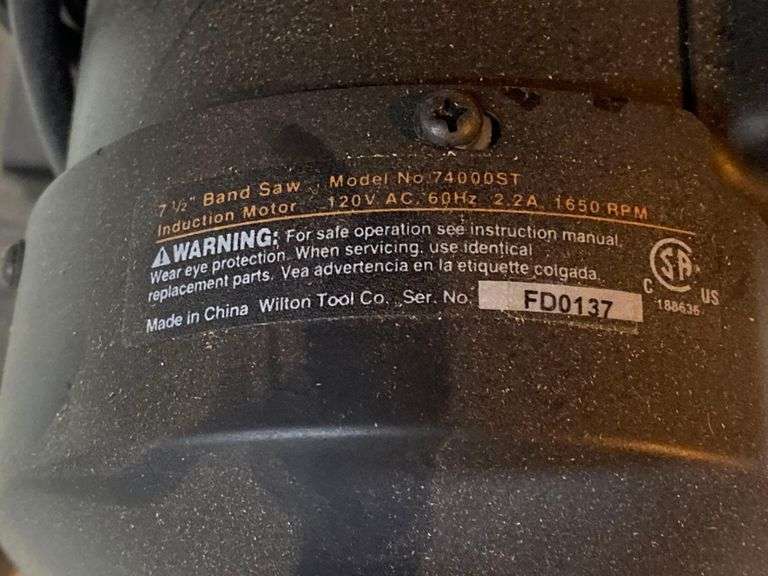 7 ½" Band Saw Model No. 74000ST
Induction Motor 120V AC, 60Hz 2.2A 1650 RPM
WARNING: For safe operation see instruction manual.
Wear eye protection. When servicing, use identical
replacement parts. Vea advertencia en la etiquette colgada.
Made in China Wilton Tool Co. Ser. No. FD0137
C SA US
188636